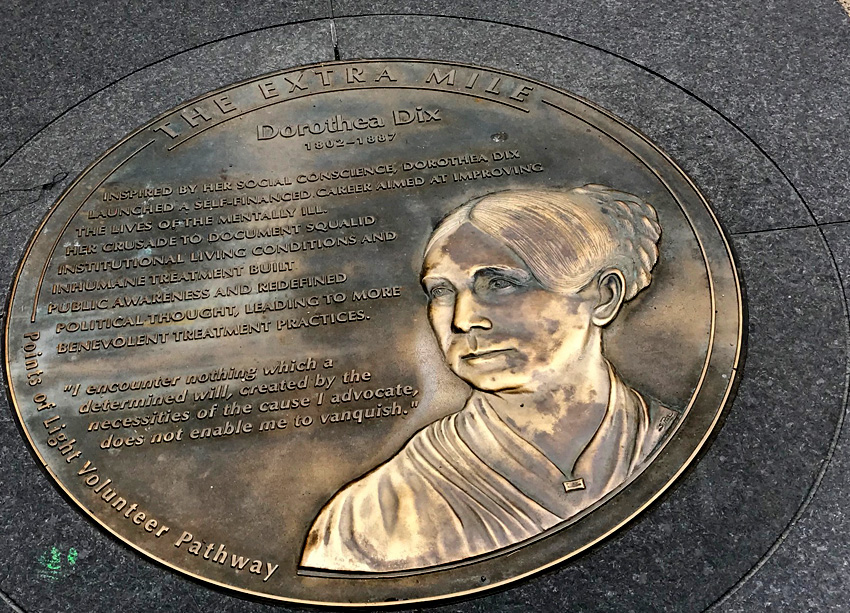 THE EXTRA MILE
Dorothea Dix
1802–1887
INSPIRED BY HER SOCIAL CONSCIENCE, DOROTHEA DIX
LAUNCHED A SELF-FINANCED CAREER AIMED AT IMPROVING
THE LIVES OF THE MENTALLY ILL.
HER CRUSADE TO DOCUMENT SQUALID
INSTITUTIONAL LIVING CONDITIONS AND
INHUMANE TREATMENT BUILT
PUBLIC AWARENESS AND REDEFINED
POLITICAL THOUGHT, LEADING TO MORE
BENEVOLENT TREATMENT PRACTICES.
"I encounter nothing which a
determined will, created by the
necessities of the cause I advocate,
does not enable me to vanquish."
Points of Light Volunteer Pathway